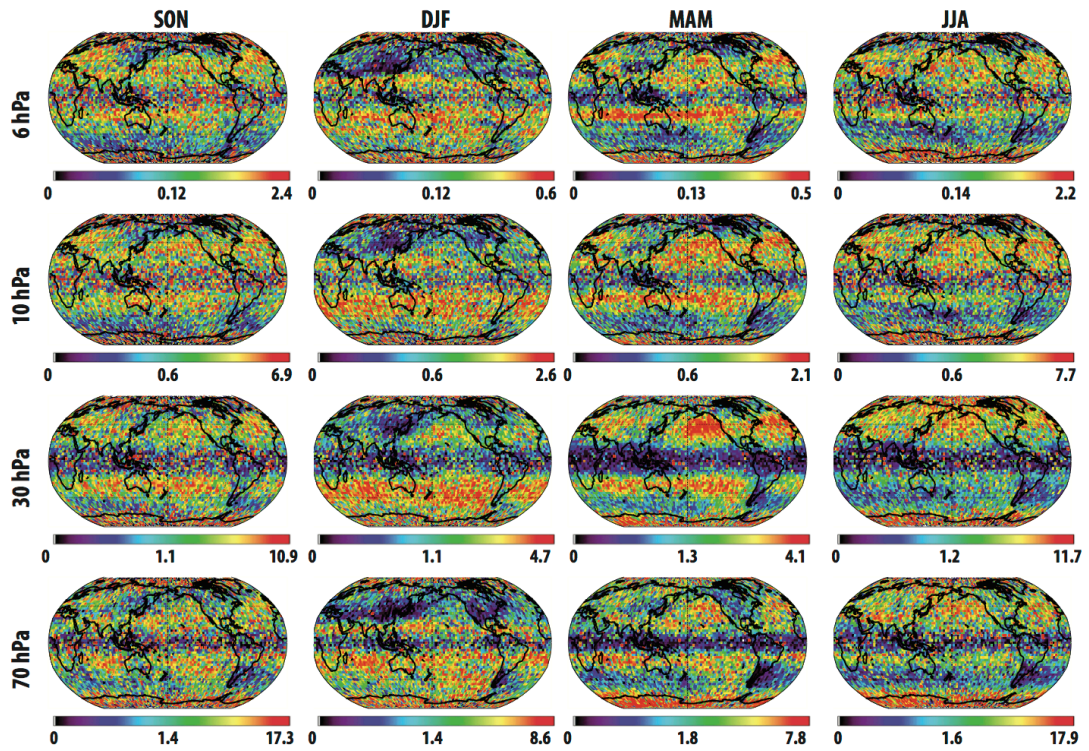 SON DJF MAM JJA
6 hPa
0 0.12 2.4 0 0.12 0.6 0 0.13 0.5 0 0.14 2.2
10 hPa
0 0.6 6.9 0 0.6 2.6 0 0.6 2.1 0 0.6 7.7
30 hPa
0 1.1 10.9 0 1.1 4.7 0 1.3 4.1 0 1.2 11.7
70 hPa
0 1.4 17.3 0 1.4 8.6 0 1.8 7.8 0 1.6 17.9